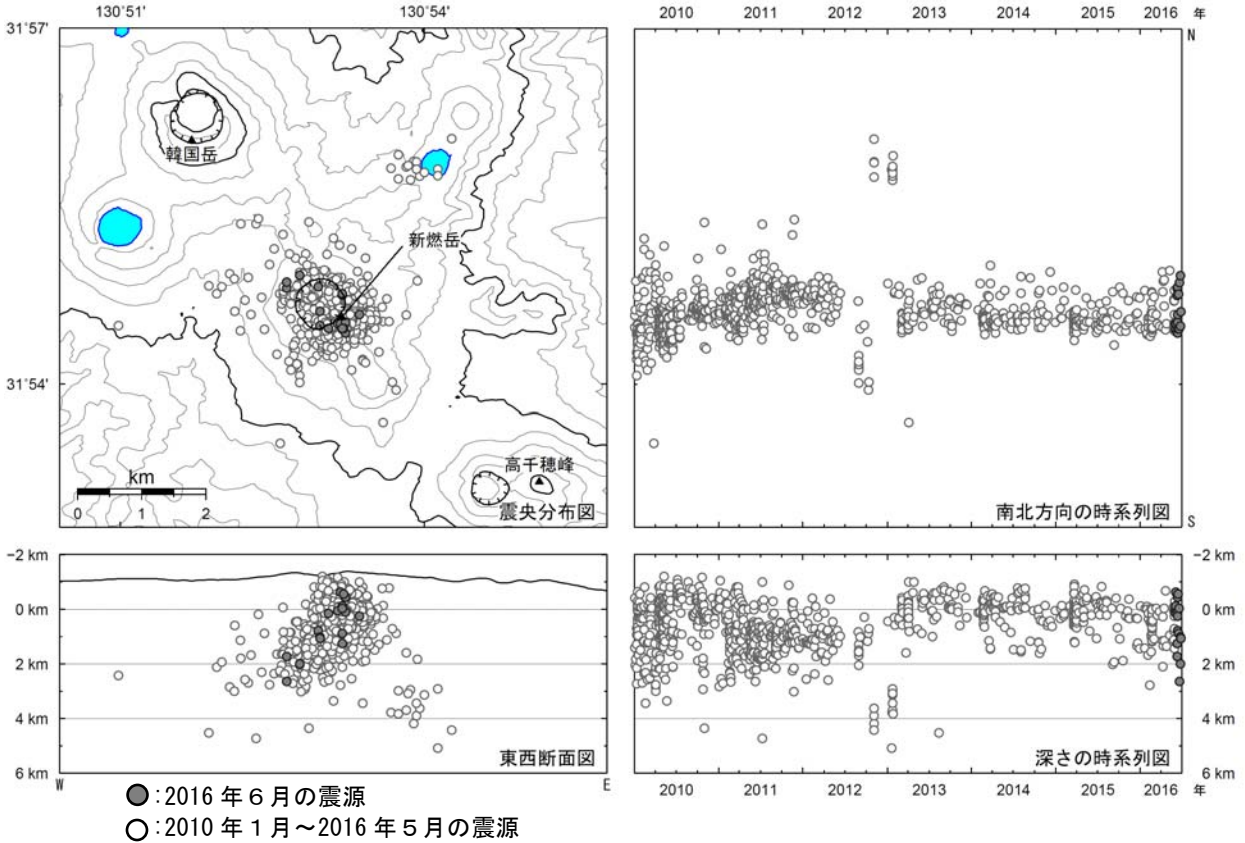 130°51' 130°54'
31°57'
韓国岳
新燃岳
31°54'
高千穂峰
km
0 1 2
震央分布図
2010 2011 2012 2013 2014 2015 2016 年
N
南北方向の時系列図
S
-2 km
0 km
2 km
4 km
6 km
東西断面図
W E
-2 km
0 km
2 km
4 km
6 km
深さの時系列図
2010 2011 2012 2013 2014 2015 2016 年
:2016 年６月の震源
:2010 年１月～2016 年５月の震源